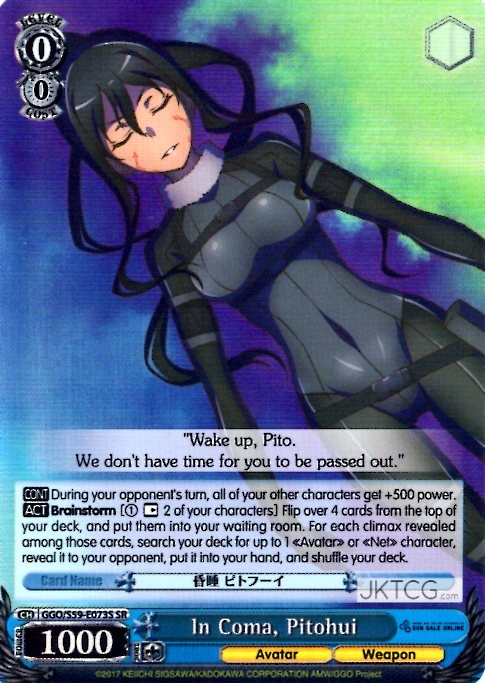 LEVEL
0
0
COST
"Wake up, Pito.
We don't have time for you to be passed out."
CONT During your opponent's turn, all of your other characters get +500 power.
ACT Brainstorm [① 2 of your characters] Flip over 4 cards from the top of
your deck, and put them into your waiting room. For each climax revealed
among those cards, search your deck for up to 1 «Avatar» or «Net» character,
reveal it to your opponent, put it into your hand, and shuffle your deck.
Card Name
昏睡 ピトフーイ
JKTCG.com
CH GGO/S59-E073S SR
POWER
1000
In Coma, Pitohui
GUN GALE ONLINE
Avatar
Weapon
©2017 KEIICHI SIGSAWA/KADOKAWA CORPORATION AMW/GGO Project